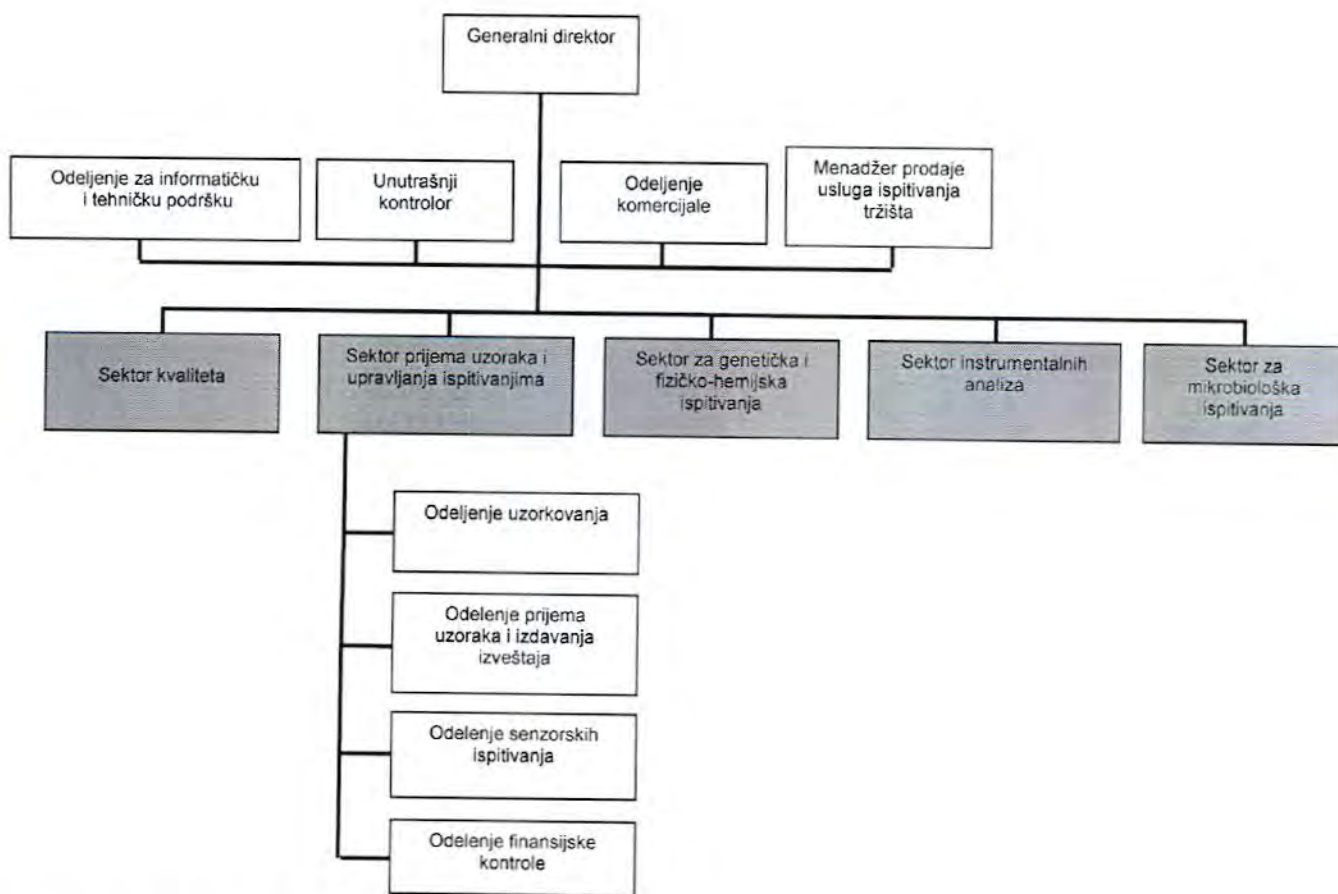 Generalni direktor
Odeljenje za informatičku
i tehničku podršku
Unutrašnji
kontrolor
Odeljenje
komercijale
Menadžer prodaje
usluga ispitivanja
tržišta
Sektor kvaliteta
Sektor prijema uzoraka i
upravljanja ispitivanjima
Sektor za genetička i
fizičko-hemijska
ispitivanja
Sektor instrumentalnih
analiza
Sektor za
mikrobiološka
ispitivanja
Odeljenje uzorkovanja
Odelenje prijema
uzoraka i izdavanja
izveštaja
Odelenje senzorskih
ispitivanja
Odelenje finansijske
kontrole